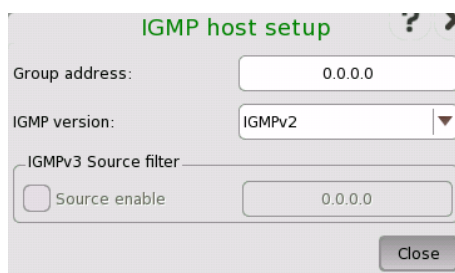 IGMP host setup ?
Group address: 0.0.0.0
IGMP version: IGMPv2
IGMPv3 Source filter
Source enable 0.0.0.0
Close